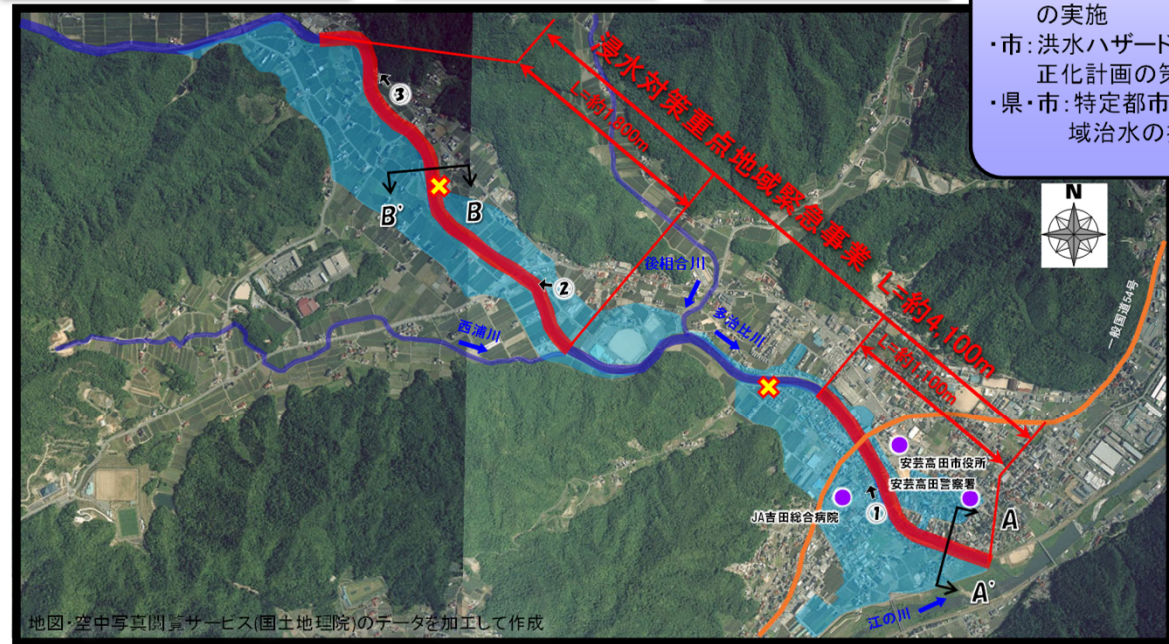 の実施
・市:洪水ハザード
正化計画の策
・県・市:特定都市
域治水の
浸水対策重点地域緊急事業 L=約4,100m
L=約1,800m
L=約1,100m
N
③
B'
B
②
後相合川
西浦川
多治比川
一般国道54号
安芸高田市役所
安芸高田警察署
JA吉田総合病院
①
A
A'
江の川
地図・空中写真閲覧サービス(国土地理院)のデータを加工して作成